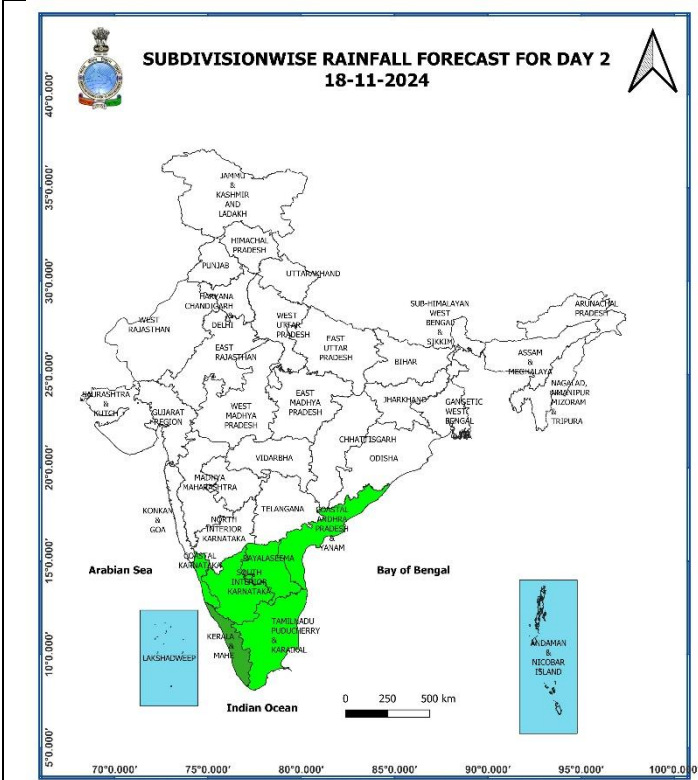 SUBDIVISIONWISE RAINFALL FORECAST FOR DAY 2
18-11-2024
40°0.000'
35°0.000'
30°0.000'
25°0.000'
20°0.000'
15°0.000'
10°0.000'
5°0.000'
JAMMU
&
KASHMIR
AND
LADAKH
HIMACHAL
PRADESH
PUNJAB
UTTARAKHAND
HARYANA
CHANDIGARH
&
DELHI
WEST
RAJASTHAN
WEST
UTTAR
PRADESH
EAST
UTTAR
PRADESH
SUB-HIMALAYAN
WEST
BENGAL
&
SIKKIM
ARUNACHAL
PRADESH
EAST
RAJASTHAN
BIHAR
ASSAM
&
MEGHALAYA
NAGALAD,
MANIPUR
MIZORAM
&
TRIPURA
SAURASHTRA
&
KUTCH
GUJARAT
REGION
WEST
MADHYA
PRADESH
EAST
MADHYA
PRADESH
JHARKHAND
GANGETIC
WEST
BENGAL
CHHATTISGARH
ODISHA
VIDARBHA
MADHYA
MAHARASHTRA
KONKAN
&
GOA
NORTH
INTERIOR
KARNATAKA
TELANGANA
COASTAL
ANDHRA
PRADESH
&
YANAM
COASTAL
KARNATAKA
RAYALASEEMA
SOUTH
INTERIOR
KARNATAKA
Arabian Sea
Bay of Bengal
KERALA
&
MAHE
TAMILNADU
PUDUCHERRY
&
KARAIKAL
LAKSHADWEEP
ANDAMAN
&
NICOBAR
ISLAND
Indian Ocean
0 250 500 km
70°0.000' 75°0.000' 80°0.000' 85°0.000' 90°0.000' 95°0.000'